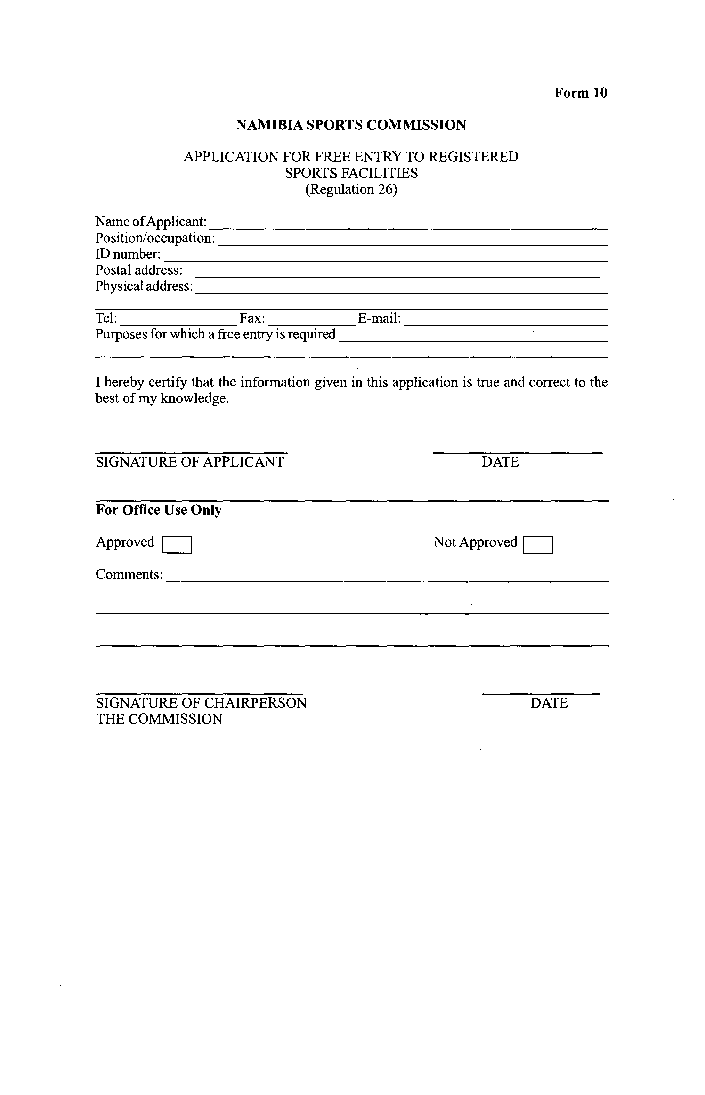 Form 10
NAMIBIA SPORTS COMMISSION
APPLICATION FOR FREE ENTRY TO REGISTERED
SPORTS FACILITIES
(Regulation 26)
Name of Applicant:
Position/occupation:
ID number:
Postal address:
Physical address:
Tel: Fax: E-mail:
Purposes for which a free entry is required
I hereby certify that the information given in this application is true and correct to the
best of my knowledge.
SIGNATURE OF APPLICANT DATE
For Office Use Only
Approved Not Approved
Comments:
SIGNATURE OF CHAIRPERSON DATE
THE COMMISSION